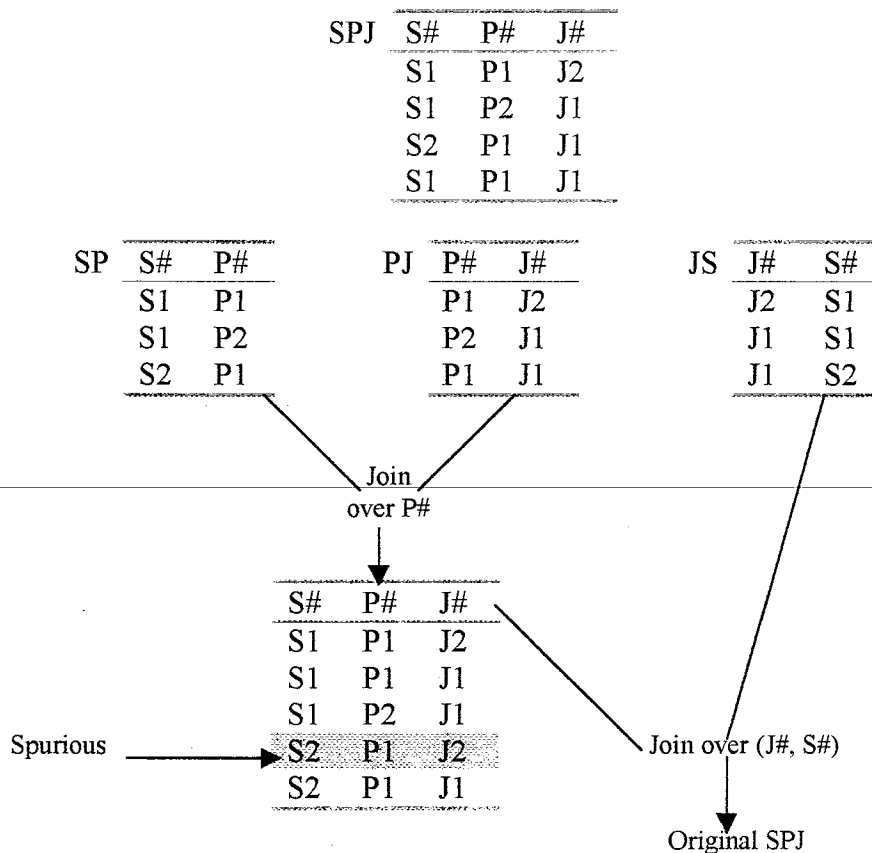 SPJ S# P# J#
S1 P1 J2
S1 P2 J1
S2 P1 J1
S1 P1 J1
SP S# P#
S1 P1
S1 P2
S2 P1
PJ P# J#
P1 J2
P2 J1
P1 J1
JS J# S#
J2 S1
J1 S1
J1 S2
Join
over P#
S# P# J#
S1 P1 J2
S1 P1 J1
S1 P2 J1
Spurious S2 P1 J2
S2 P1 J1
Join over (J#, S#)
Original SPJ